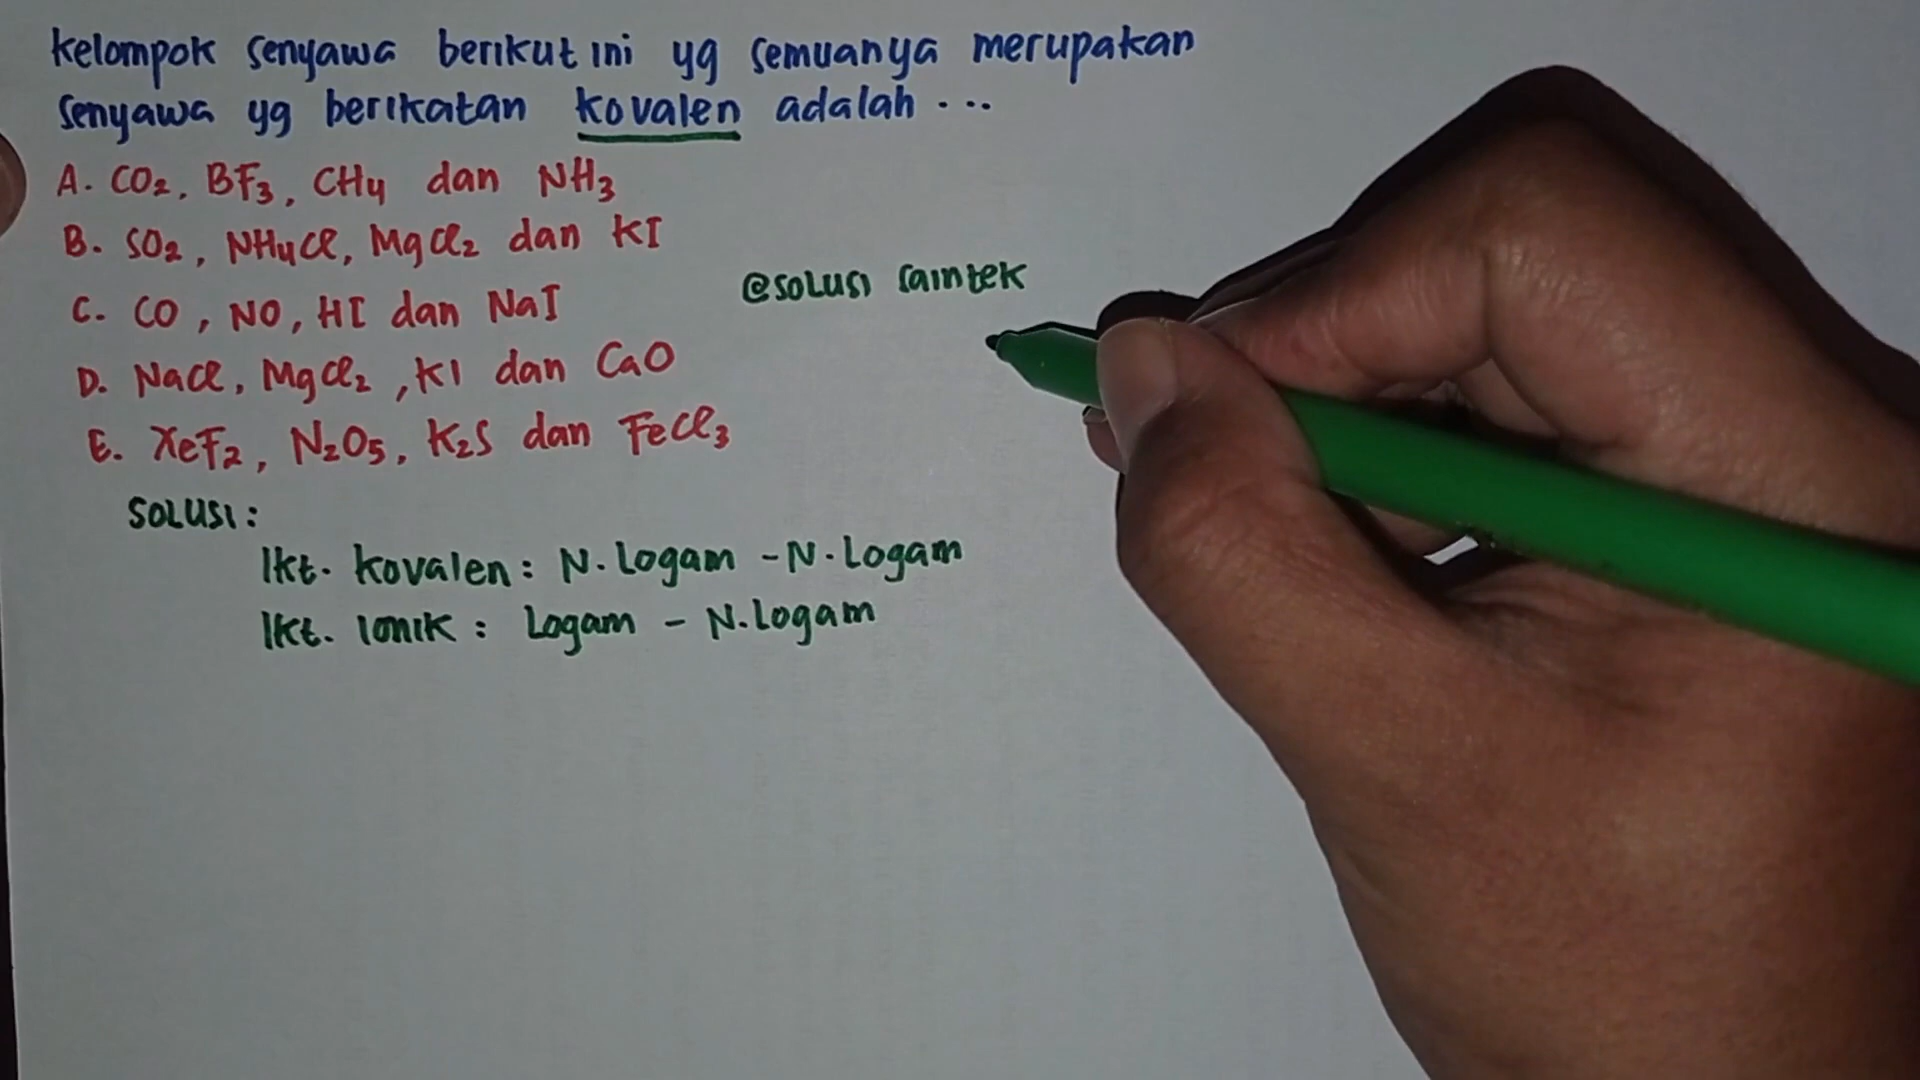 Kelompok senyawa berikut ini yg semuanya merupakan
senyawa yg berikatan kovalen adalah ...
A. CO₂, BF₃, CH₄ dan NH₃
B. SO₂, NH₄Cl, MgCl₂ dan KI
@solusi saintek
C. CO, NO, HI dan NaI
D. NaCl, MgCl₂, KI dan CaO
E. XeF₂, N₂O₅, K₂S dan FeCl₃
SOLUSI:
Ikt. kovalen: N. Logam - N. Logam
Ikt. Ionik: Logam - N. Logam